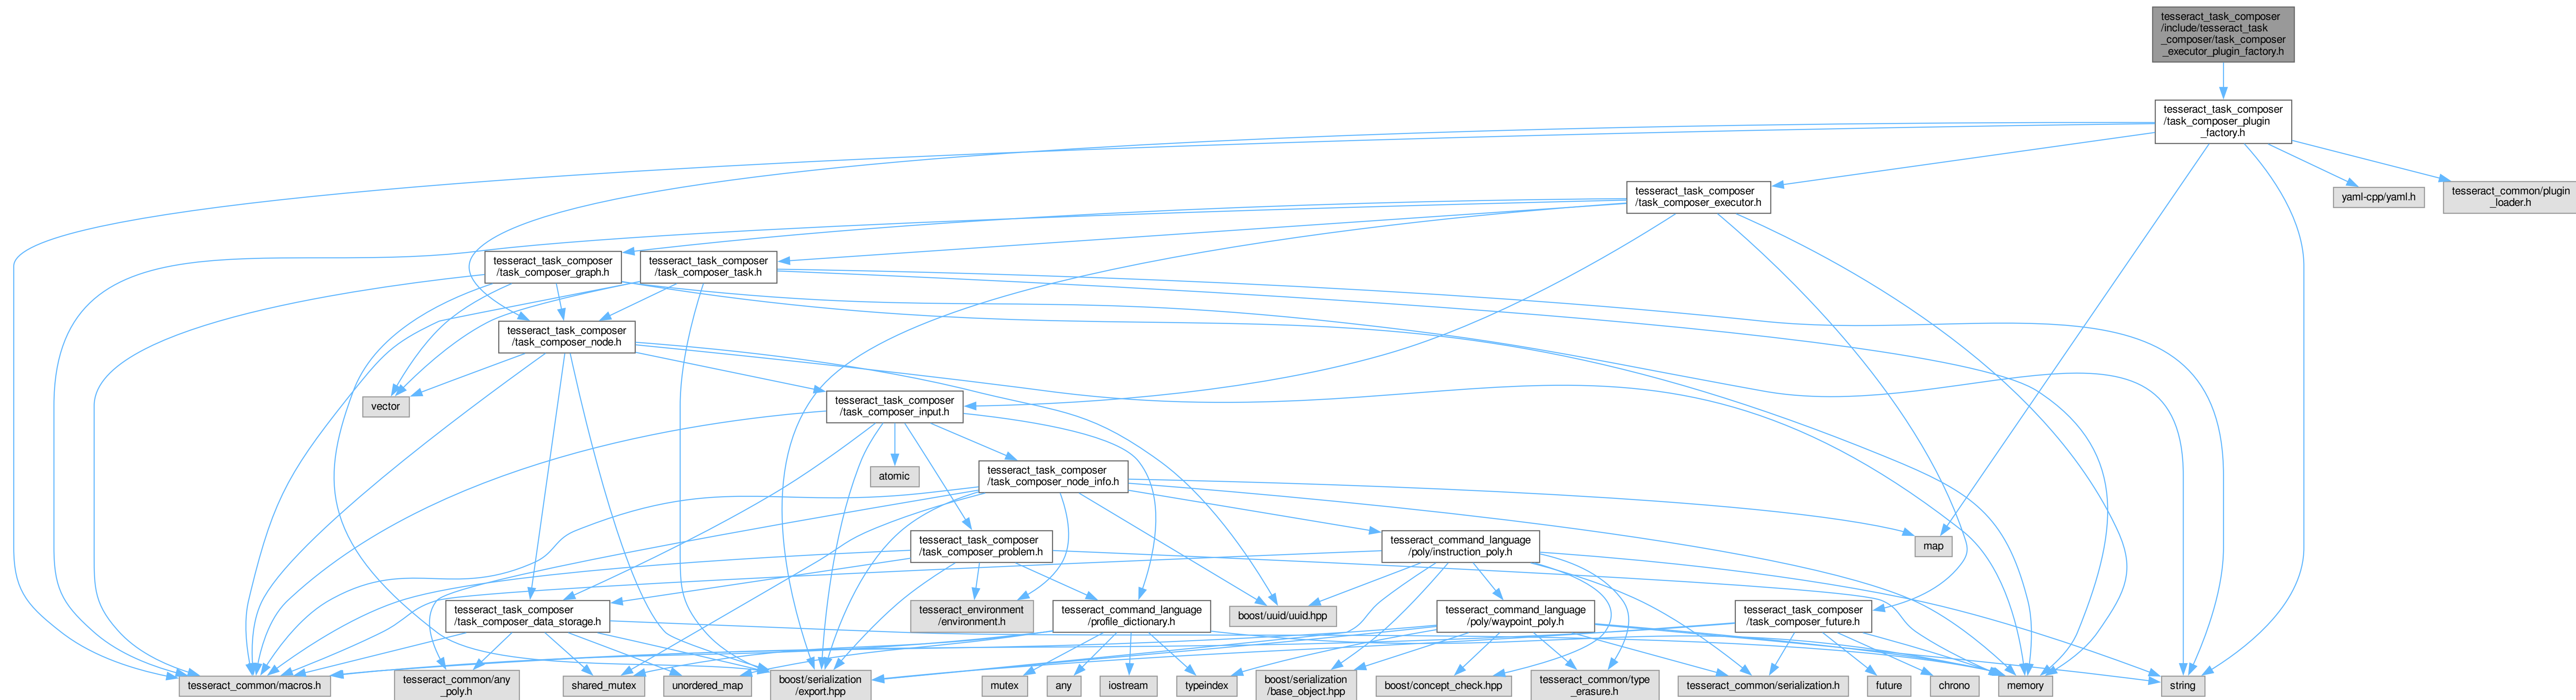 tesseract_task_composer
/include/tesseract_task
_composer/task_composer
_executor_plugin_factory.h
tesseract_task_composer
/task_composer_plugin
_factory.h
tesseract_task_composer
/task_composer_executor.h
yaml-cpp/yaml.h
tesseract_common/plugin
_loader.h
tesseract_task_composer
/task_composer_graph.h
tesseract_task_composer
/task_composer_task.h
tesseract_task_composer
/task_composer_node.h
vector
tesseract_task_composer
/task_composer_input.h
atomic
tesseract_task_composer
/task_composer_node_info.h
tesseract_task_composer
/task_composer_problem.h
tesseract_command_language
/poly/instruction_poly.h
map
tesseract_task_composer
/task_composer_data_storage.h
tesseract_environment
/environment.h
tesseract_command_language
/profile_dictionary.h
boost/uuid/uuid.hpp
tesseract_command_language
/poly/waypoint_poly.h
tesseract_task_composer
/task_composer_future.h
tesseract_common/macros.h
tesseract_common/any
_poly.h
shared_mutex
unordered_map
boost/serialization
/export.hpp
mutex
any
iostream
typeindex
boost/serialization
/base_object.hpp
boost/concept_check.hpp
tesseract_common/type
_erasure.h
tesseract_common/serialization.h
future
chrono
memory
string